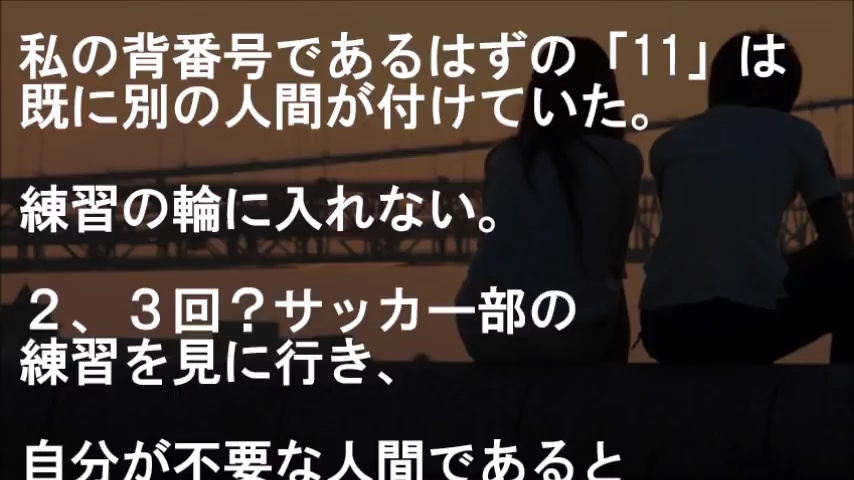 私の背番号であるはずの「11」は
既に別の人間が付けていた。
練習の輪に入れない。
２、３回？サッカー部の
練習を見に行き、
自分が不要な人間であると